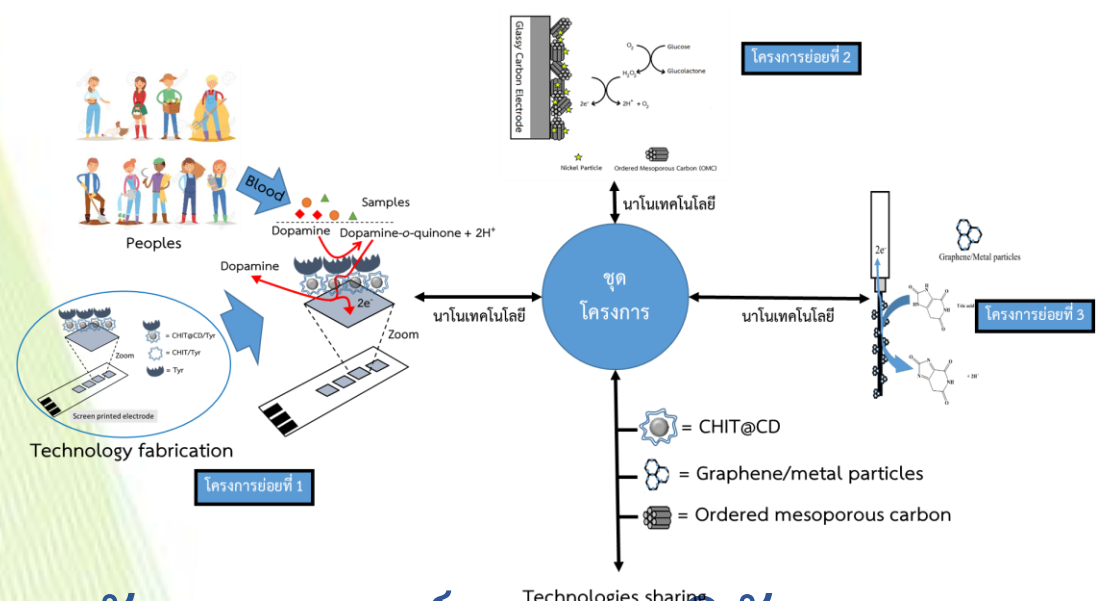 Glassy Carbon Electrode
O2
Glucose
H2O2
Glucolactone
2e-
2H+ + O2
Nickel Particle
Ordered Mesoporous Carbon (OMC)
โครงการย่อยที่ 2
นาโนเทคโนโลยี
Peoples
Blood
Samples
Dopamine
Dopamine-o-quinone + 2H+
Dopamine
2e-
Zoom
= CHIT@CD/Tyr
= CHIT/Tyr
= Tyr
Zoom
Screen printed electrode
Technology fabrication
โครงการย่อยที่ 1
นาโนเทคโนโลยี
ชุด
โครงการ
นาโนเทคโนโลยี
2e-
Graphene/Metal particles
โครงการย่อยที่ 3
+ 2H+
= CHIT@CD
= Graphene/metal particles
= Ordered mesoporous carbon
Technologies sharing